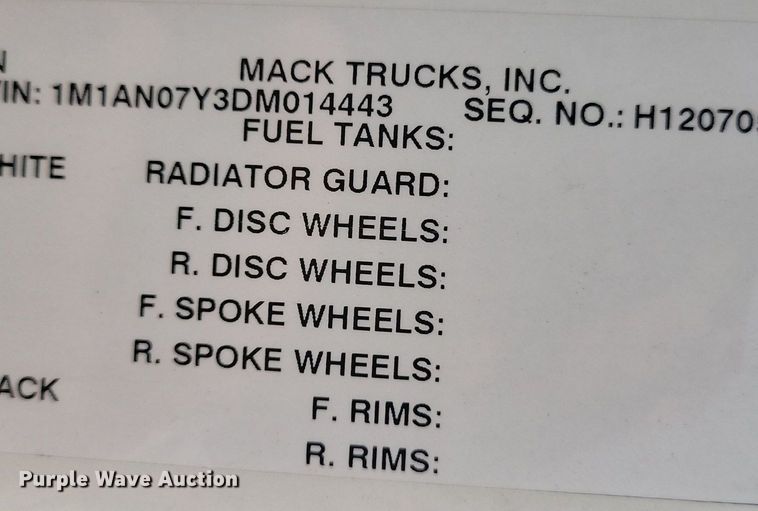 MACK TRUCKS, INC.
VIN: 1M1AN07Y3DM014443 SEQ. NO.: H120705
FUEL TANKS:
HITE RADIATOR GUARD:
F. DISC WHEELS:
R. DISC WHEELS:
F. SPOKE WHEELS:
R. SPOKE WHEELS:
ACK
F. RIMS:
R. RIMS:
Purple Wave Auction